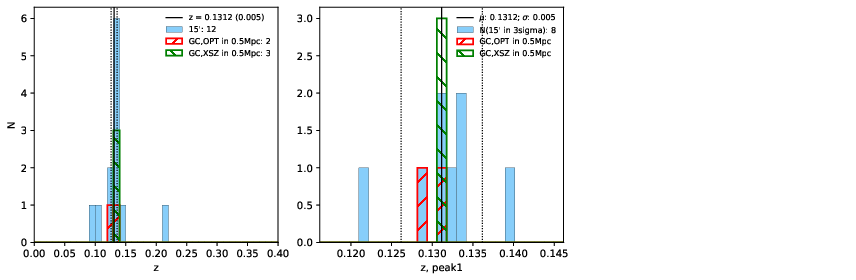 z = 0.1312 (0.005)
15': 12
GC,OPT in 0.5Mpc: 2
GC,XSZ in 0.5Mpc: 3
N
6
5
4
3
2
1
0
0.00 0.05 0.10 0.15 0.20 0.25 0.30 0.35 0.40
z
μ: 0.1312; σ: 0.005
N(15' in 3sigma): 8
GC,OPT in 0.5Mpc
GC,XSZ in 0.5Mpc
3.0
2.5
2.0
1.5
1.0
0.5
0.0
0.120 0.125 0.130 0.135 0.140 0.145
z, peak1